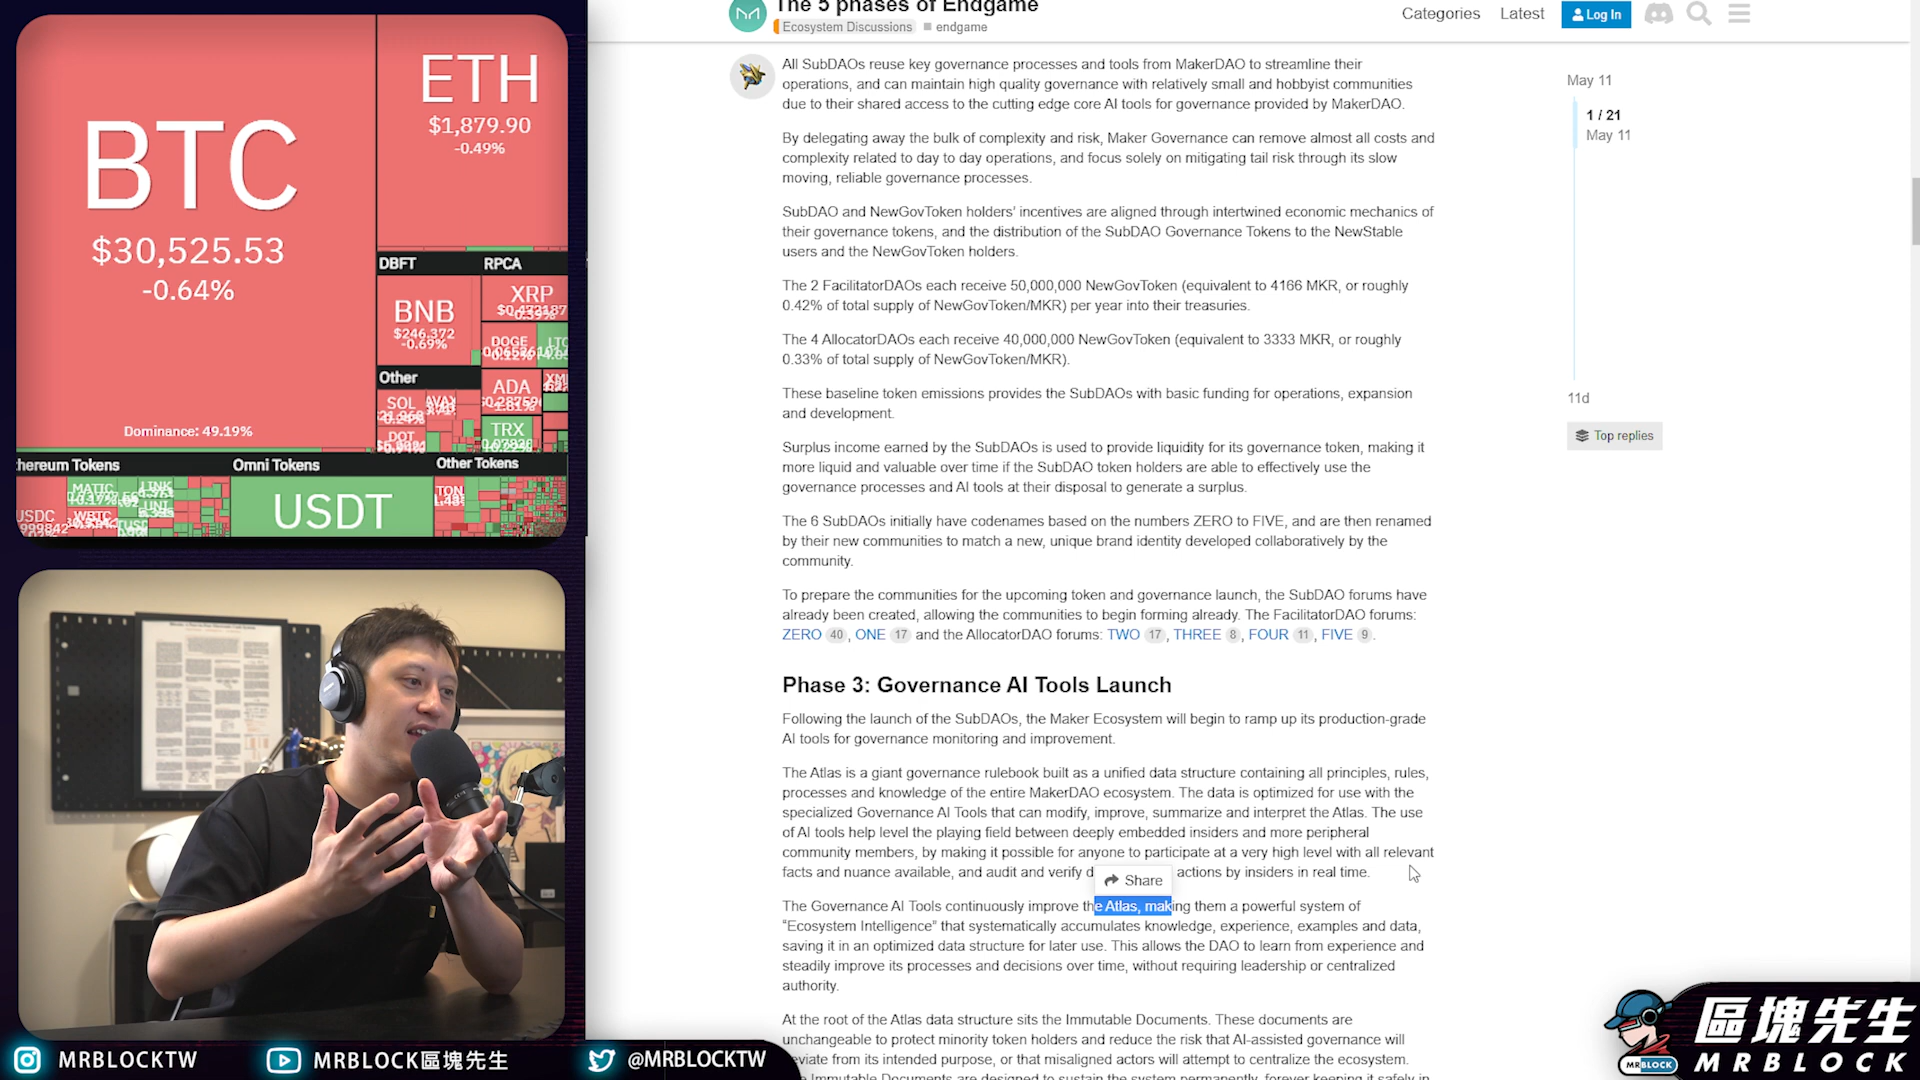 BTC
$30,525.53
-0.64%
Dominance: 49.19%
ETH
$1,879.90
-0.49%
DBFT
RPCA
BNB
$246.372
-0.69%
XRP
DOGE
LTC
Other
ADA
SOL
AVAX
DOT
TRX
hereum Tokens
Omni Tokens
Other Tokens
MATIC
LINK
UNI
WBTC
USDC
USDT
TON
The 5 phases of Endgame
Ecosystem Discussions
endgame
Categories
Latest
Log In
All SubDAOs reuse key governance processes and tools from MakerDAO to streamline their
operations, and can maintain high quality governance with relatively small and hobbyist communities
due to their shared access to the cutting edge core AI tools for governance provided by MakerDAO.
By delegating away the bulk of complexity and risk, Maker Governance can remove almost all costs and
complexity related to day to day operations, and focus solely on mitigating tail risk through its slow
moving, reliable governance processes.
SubDAO and NewGovToken holders' incentives are aligned through intertwined economic mechanics of
their governance tokens, and the distribution of the SubDAO Governance Tokens to the NewStable
users and the NewGovToken holders.
The 2 FacilitatorDAOs each receive 50,000,000 NewGovToken (equivalent to 4166 MKR, or roughly
0.42% of total supply of NewGovToken/MKR) per year into their treasuries.
The 4 AllocatorDAOs each receive 40,000,000 NewGovToken (equivalent to 3333 MKR, or roughly
0.33% of total supply of NewGovToken/MKR).
These baseline token emissions provides the SubDAOs with basic funding for operations, expansion
and development.
Surplus income earned by the SubDAOs is used to provide liquidity for its governance token, making it
more liquid and valuable over time if the SubDAO token holders are able to effectively use the
governance processes and AI tools at their disposal to generate a surplus.
The 6 SubDAOs initially have codenames based on the numbers ZERO to FIVE, and are then renamed
by their new communities to match a new, unique brand identity developed collaboratively by the
community.
To prepare the communities for the upcoming token and governance launch, the SubDAO forums have
already been created, allowing the communities to begin forming already. The FacilitatorDAO forums:
ZERO 40, ONE 17 and the AllocatorDAO forums: TWO 17, THREE 8, FOUR 11, FIVE 9.
Phase 3: Governance AI Tools Launch
Following the launch of the SubDAOs, the Maker Ecosystem will begin to ramp up its production-grade
AI tools for governance monitoring and improvement.
The Atlas is a giant governance rulebook built as a unified data structure containing all principles, rules,
processes and knowledge of the entire MakerDAO ecosystem. The data is optimized for use with the
specialized Governance AI Tools that can modify, improve, summarize and interpret the Atlas. The use
of AI tools help level the playing field between deeply embedded insiders and more peripheral
community members, by making it possible for anyone to participate at a very high level with all relevant
facts and nuance available, and audit and verify d actions by insiders in real time.
Share
The Governance AI Tools continuously improve the Atlas, making them a powerful system of
“Ecosystem Intelligence” that systematically accumulates knowledge, experience, examples and data,
saving it in an optimized data structure for later use. This allows the DAO to learn from experience and
steadily improve its processes and decisions over time, without requiring leadership or centralized
authority.
At the root of the Atlas data structure sits the Immutable Documents. These documents are
unchangeable to protect minority token holders and reduce the risk that AI-assisted governance will
eviate from its intended purpose, or that misaligned actors will attempt to centralize the ecosystem.
Immutable Documents are designed to sustain the system permanently, forever keeping it safely in
May 11
1 / 21
May 11
11d
Top replies
MRBLOCKTW
MRBLOCK區塊先生
@MRBLOCKTW
MRBLOCK
區塊先生
MRBLOCK